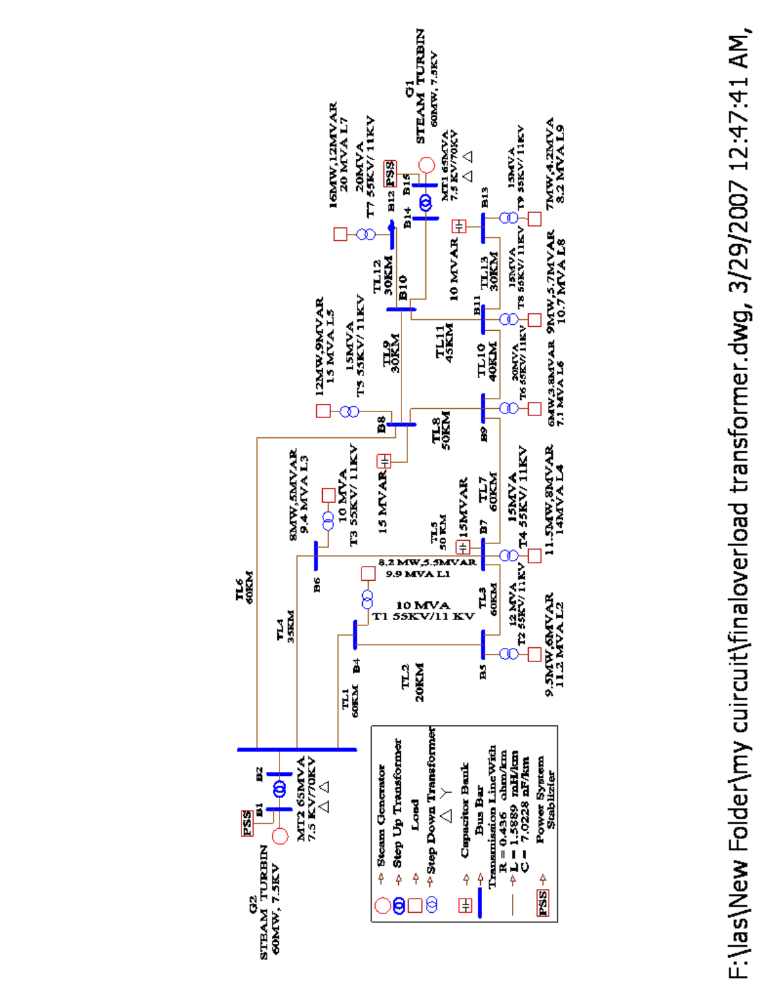 G2
STEAM TURBIN
60MW, 7.5KV
PSS
B1
B2
MT2 65MVA
7.5 KV/70KV
TL6
60KM
TL4
35KM
TL1
60KM
B4
TL2
20KM
B5
10 MVA
T1 55KV/11 KV
8.2 MW,5.5MVAR
9.9 MVA L1
B6
8MW,5MVAR
9.4 MVA L3
10 MVA
T3 55KV/ 11KV
TL3
60KM
12 MVA
T2 55KV/ 11KV
9.5MW,6MVAR
11.2 MVA L2
TL5
50 KM
15MVAR
B7
TL7
60KM
15MVA
T4 55KV/ 11KV
11.5MW,8MVAR
14MVA L4
15 MVAR
B8
12MW,9MVAR
15 MVA L5
15MVA
T5 55KV/ 11KV
TL8
50KM
B9
TL9
30KM
TL10
40KM
20MVA
T6 55KV/ 11KV
6MW,3.8MVAR
7.1 MVA L6
TL11
45KM
B10
B11
TL12
30KM
B12
16MW,12MVAR
20 MVA L7
20MVA
T7 55KV/ 11KV
10 MVAR
TL13
30KM
B13
15MVA
T8 55KV/ 11KV
9MW,5.7MVAR
10.7 MVA L8
15MVA
T9 55KV/ 11KV
7MW,4.2MVA
8.2 MVA L9
B14
B15
PSS
MT1 65MVA
7.5 KV/70KV
G1
STEAM TURBIN
60MW, 7.5KV
Steam Generator
Step Up Transformer
Load
Step Down Transformer
Capacitor Bank
Bus Bar
Transmission LineWith
R = 0.436 ohm/km
L = 1.5889 mH/km
C = 7.0228 nF/km
PSS
Power System
Stablizier
F:\las\New Folder\my cuircuit\finaloverload transformer.dwg, 3/29/2007 12:47:41 AM,